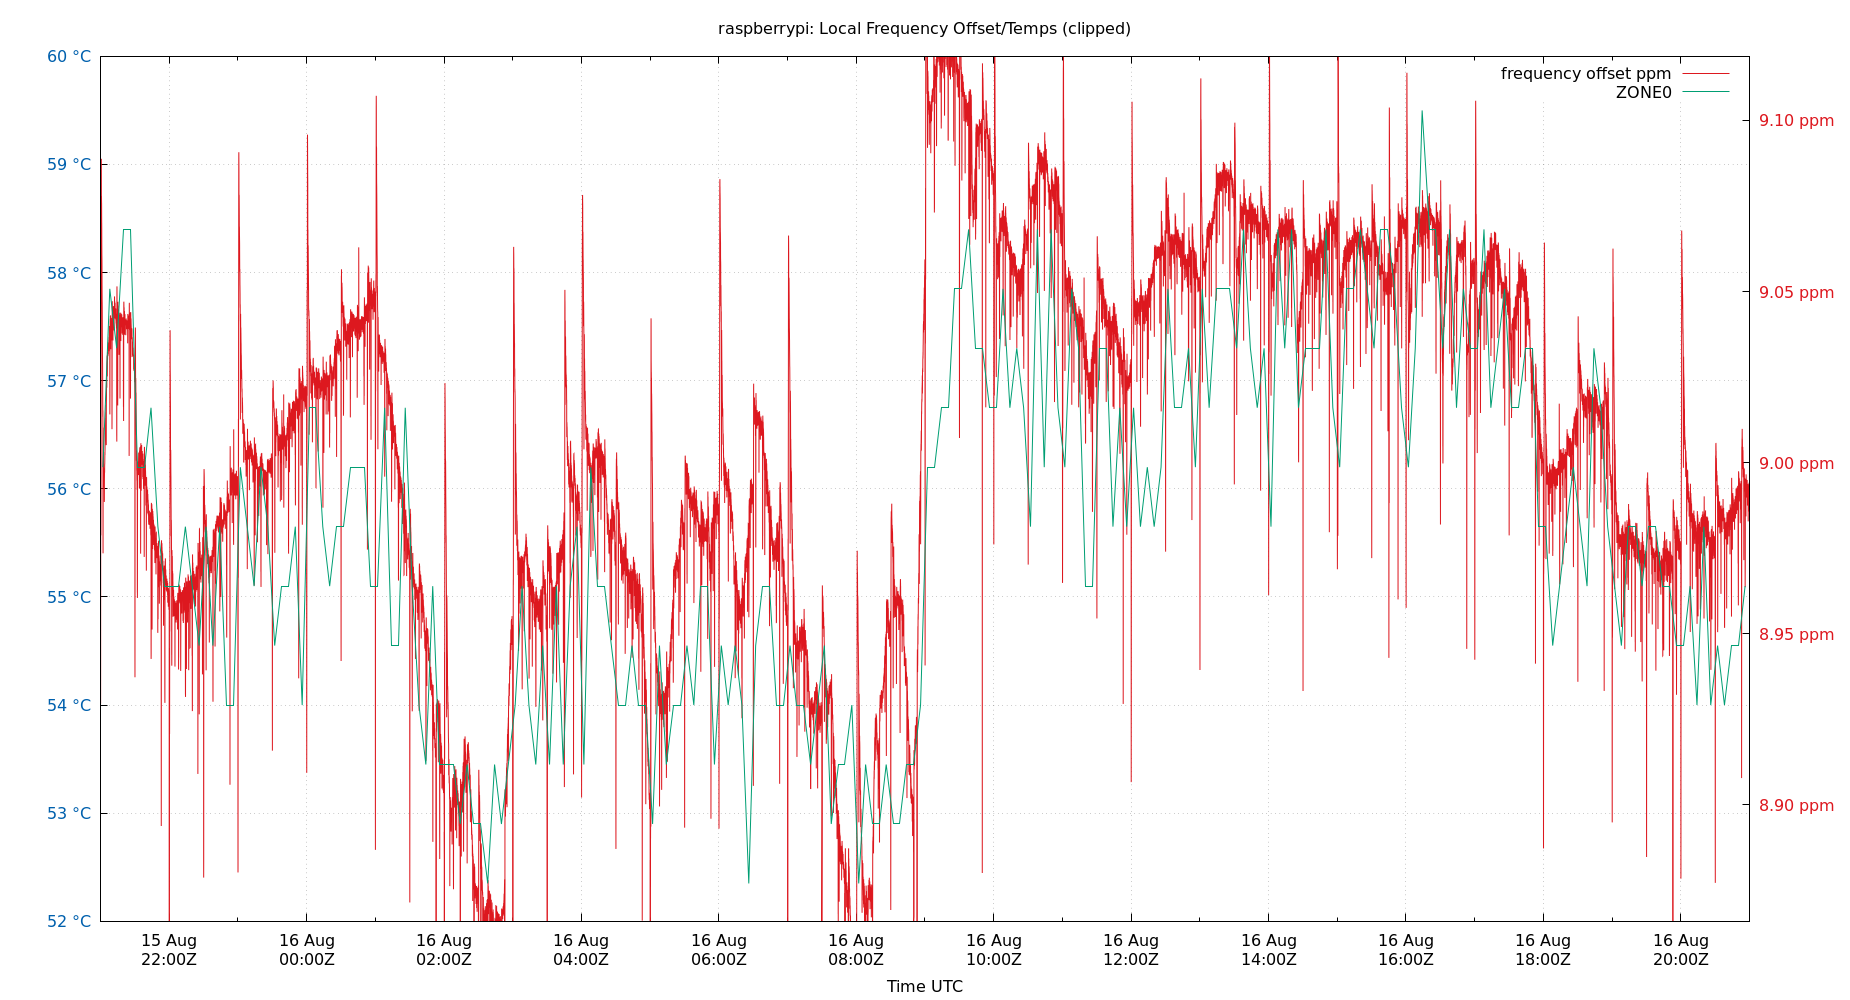 raspberrypi: Local Frequency Offset/Temps (clipped)
frequency offset ppm
ZONE0
60 °C
59 °C
58 °C
57 °C
56 °C
55 °C
54 °C
53 °C
52 °C
9.10 ppm
9.05 ppm
9.00 ppm
8.95 ppm
8.90 ppm
15 Aug 16 Aug 16 Aug 16 Aug 16 Aug 16 Aug 16 Aug 16 Aug 16 Aug 16 Aug 16 Aug 16 Aug
22:00Z 00:00Z 02:00Z 04:00Z 06:00Z 08:00Z 10:00Z 12:00Z 14:00Z 16:00Z 18:00Z 20:00Z
Time UTC